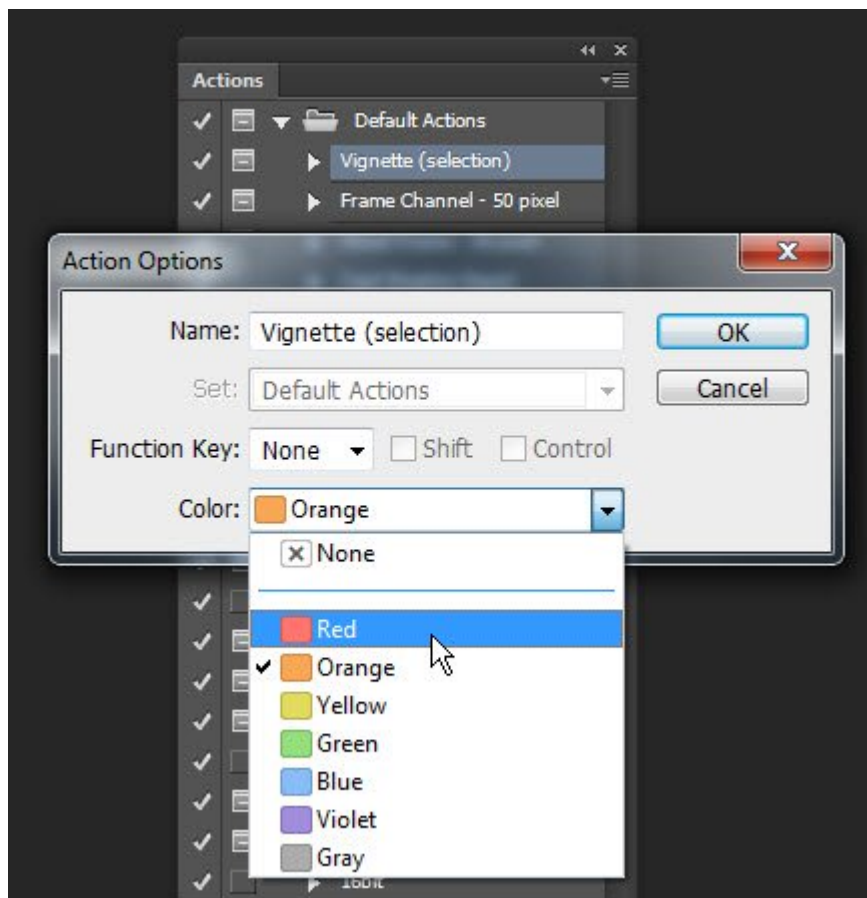 Actions
Default Actions
Vignette (selection)
Frame Channel - 50 pixel
Action Options
Name: Vignette (selection) OK
Set: Default Actions Cancel
Function Key: None Shift Control
Color: Orange
None
Red
Orange
Yellow
Green
Blue
Violet
Gray